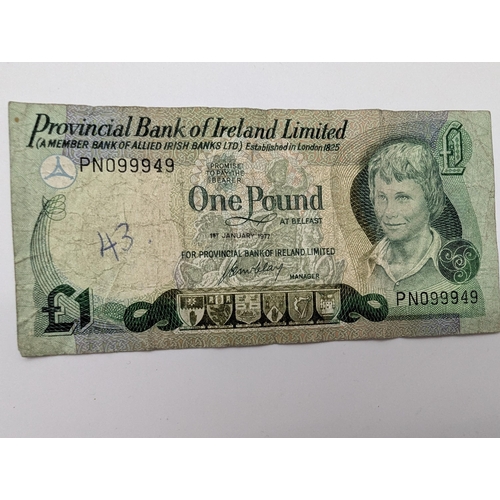 Provincial Bank of Ireland Limited
(A MEMBER BANK OF ALLIED IRISH BANKS LTD) Established in London 1825
£1
PN099949
PROMISE
TO PAY THE
BEARER
One Pound
AT BELFAST
1ST JANUARY 1977
43
FOR PROVINCIAL BANK OF IRELAND LIMITED
MANAGER
PN099949
£1